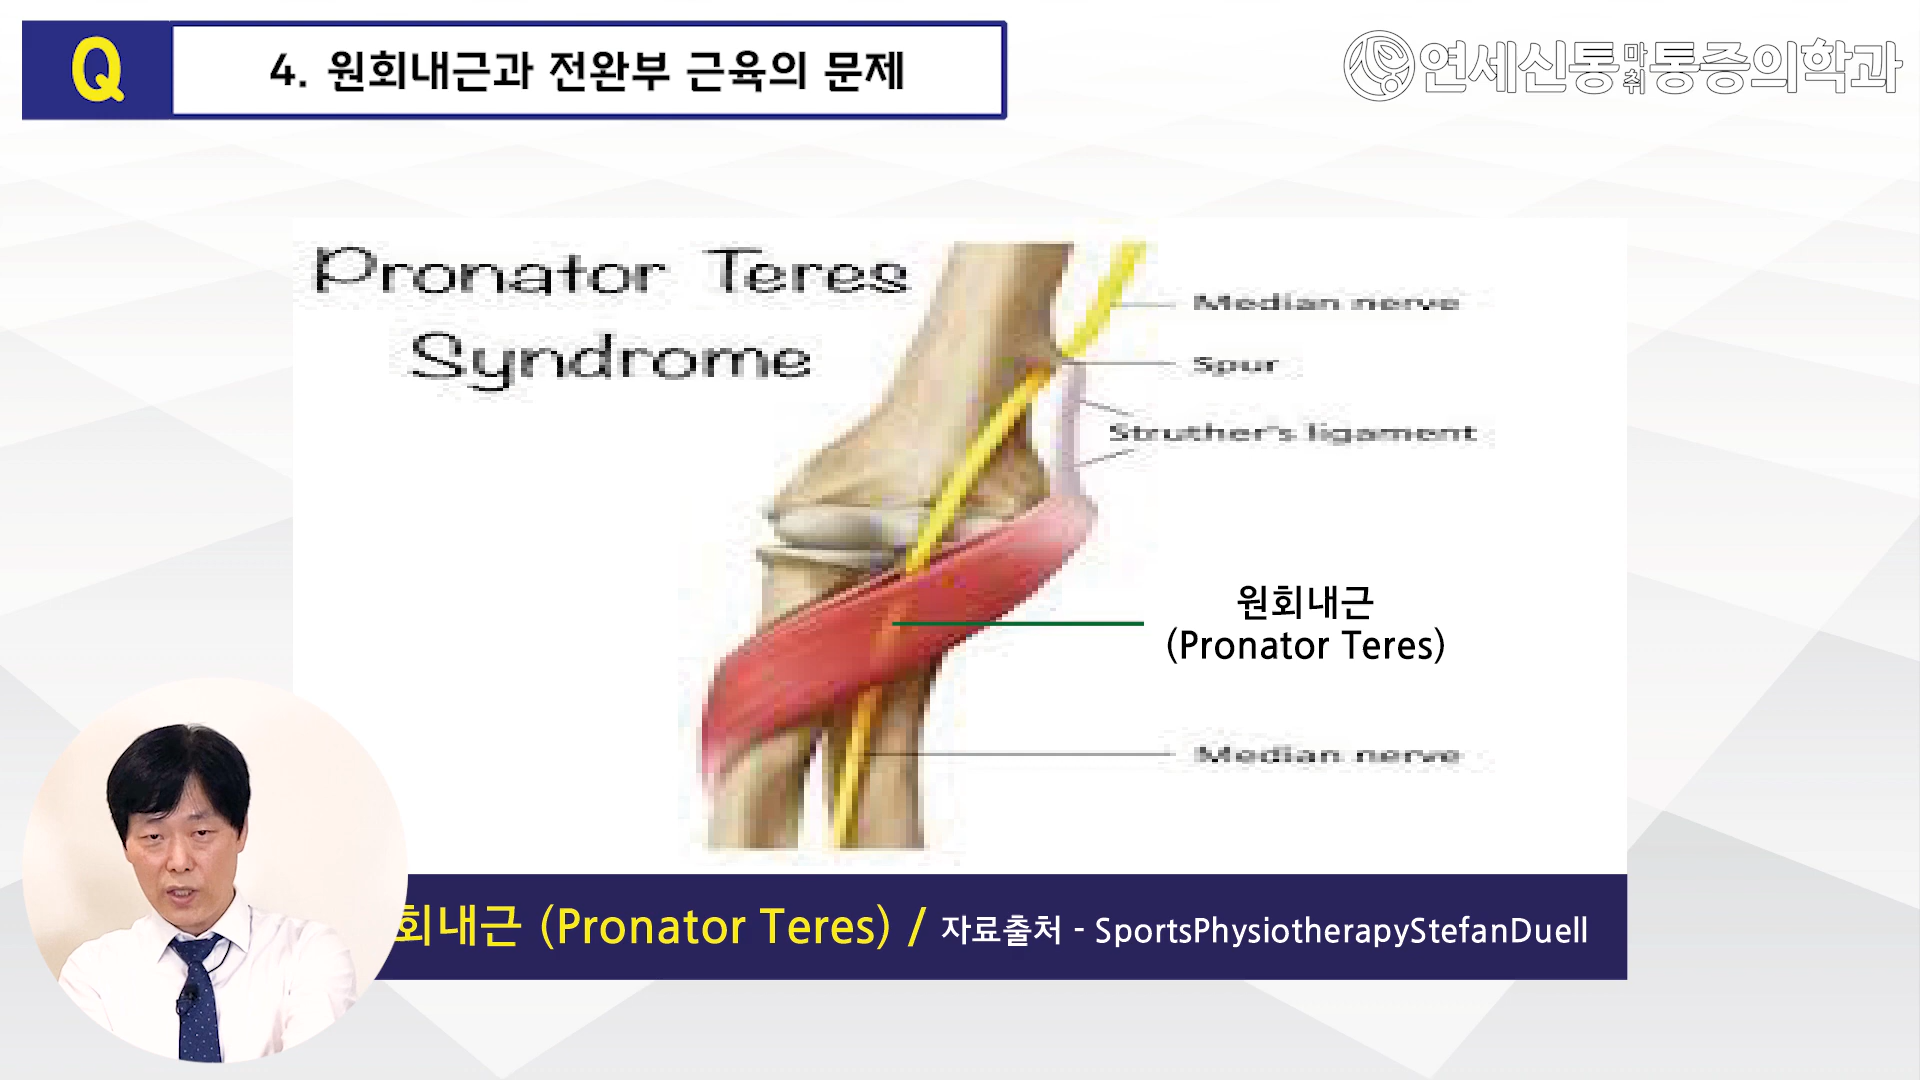 Q
4. 원회내근과 전완부 근육의 문제
연세신통마취통증의학과
Pronator Teres
Syndrome
Median nerve
Spur
Struther's ligament
원회내근
(Pronator Teres)
Median nerve
회내근 (Pronator Teres) / 자료출처 - SportsPhysiotherapyStefanDuell